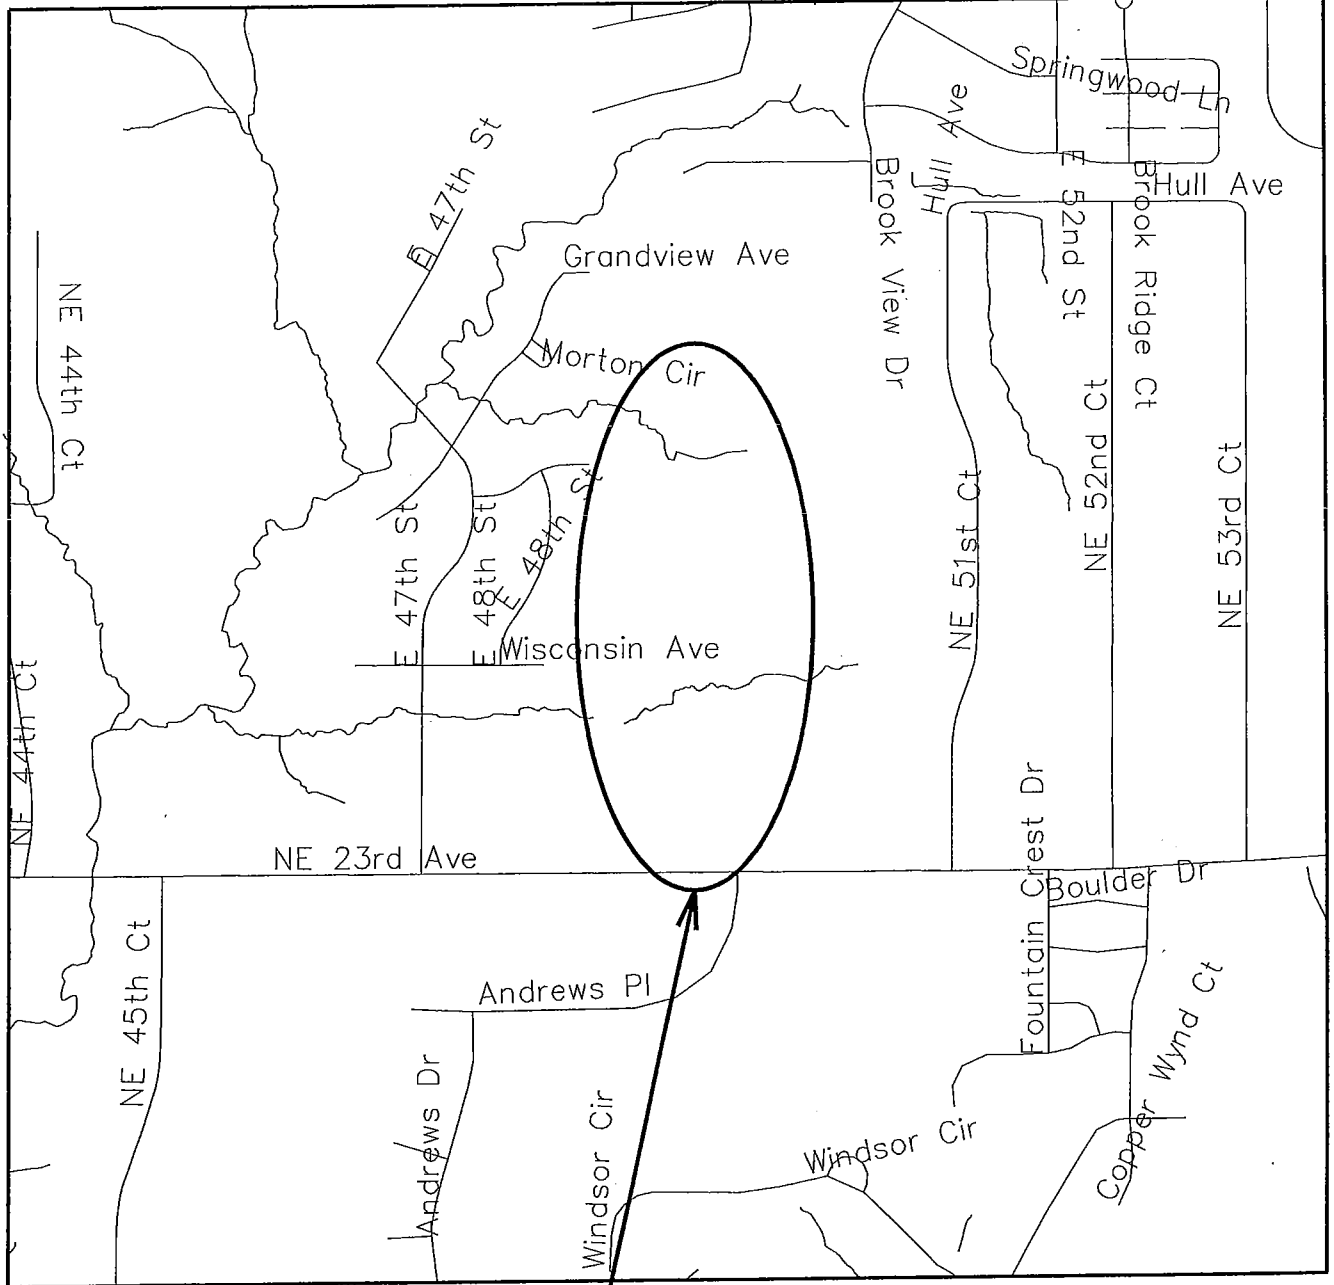 Springwood Ln
Hull Ave
E 47th St
Brook View Dr
E 52nd St
Brook Ridge Ct
Hull Ave
Grandview Ave
NE 44th Ct
Morton Cir
NE 52nd Ct
NE 53rd Ct
NE 51st Ct
E 47th St
E 48th St
E 48th St
Wisconsin Ave
NE 44th Ct
NE 23rd Ave
Fountain Crest Dr
Boulder Dr
NE 45th Ct
Andrews Pl
Copper Wynd Ct
Andrews Dr
Windsor Cir
Windsor Cir